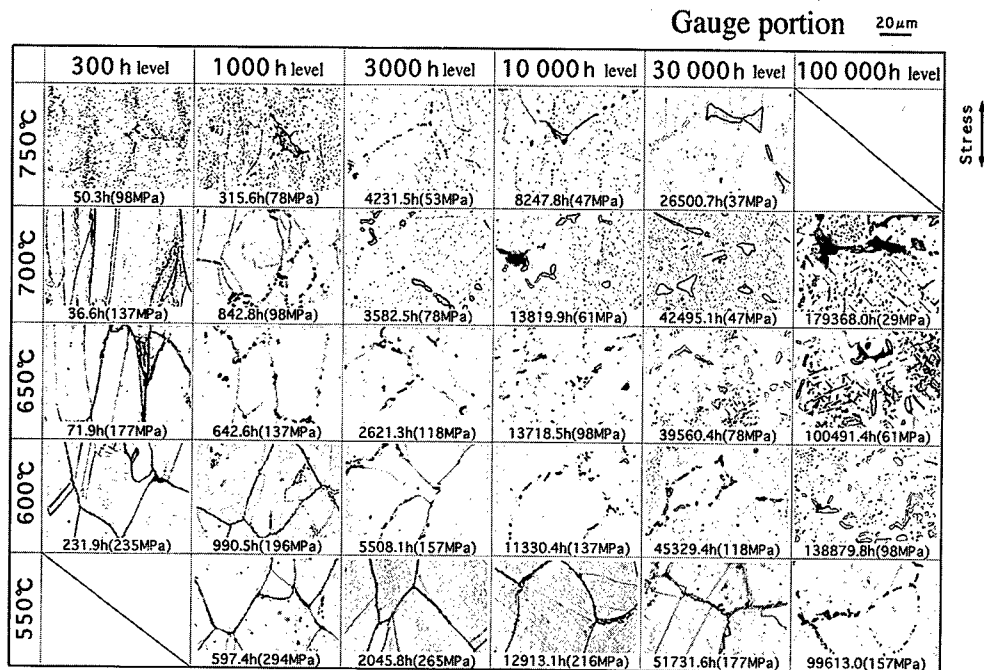 Gauge portion 20μm
300h level 1000h level 3000h level 10 000h level 30 000h level 100 000h level
Stress
750℃
50.3h(98MPa) 315.6h(78MPa) 4231.5h(53MPa) 8247.8h(47MPa) 26500.7h(37MPa)
700℃
36.6h(137MPa) 842.8h(98MPa) 3582.5h(78MPa) 13819.9h(61MPa) 42495.1h(47MPa) 179368.0h(29MPa)
650℃
71.9h(177MPa) 642.6h(137MPa) 2621.3h(118MPa) 13718.5h(98MPa) 39560.4h(78MPa) 100491.4h(61MPa)
600℃
231.9h(235MPa) 990.5h(196MPa) 5508.1h(157MPa) 11330.4h(137MPa) 45329.4h(118MPa) 138879.8h(98MPa)
550℃
597.4h(294MPa) 2045.8h(265MPa) 12913.1h(216MPa) 51731.6h(177MPa) 99613.0(157MPa)